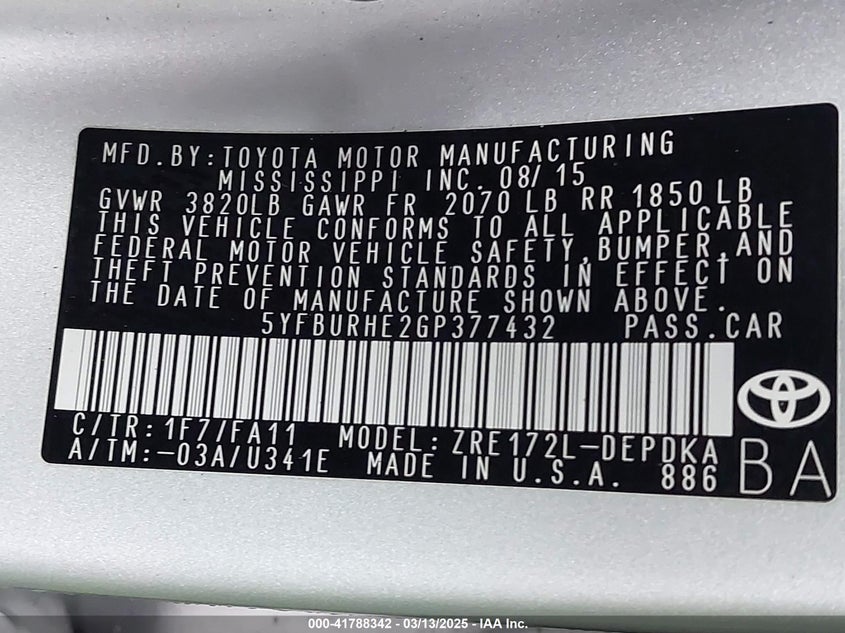 MFD.BY:TOYOTA MOTOR MANUFACTURING
MISSISSIPPI INC. 08/15
GVWR 3820LB GAWR FR 2070 LB RR 1850 LB
THIS VEHICLE CONFORMS TO ALL APPLICABLE
FEDERAL MOTOR VEHICLE SAFETY, BUMPER, AND
THEFT PREVENTION STANDARDS IN EFFECT ON
THE DATE OF MANUFACTURE SHOWN ABOVE.
5YFBURHE2GP377432 PASS.CAR
C/TR:1F7/FA11 MODEL: ZRE172L-DEPDKA
A/TM:-03A/U341E MADE IN U.S.A. 886
BA
000-41788342 - 03/13/2025 - IAA Inc.